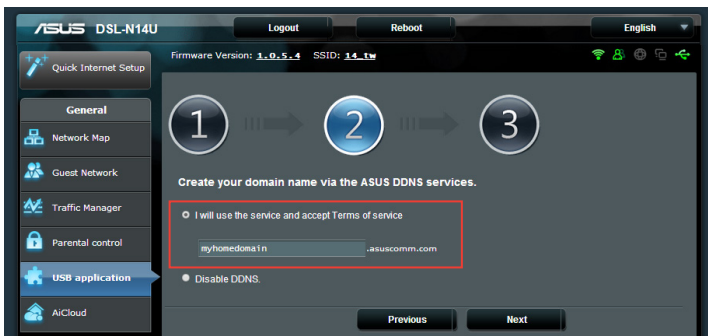 ASUS DSL-N14U Logout Reboot English
Quick Internet Setup
Firmware Version: 1.0.5.4 SSID: 14_tw
General
Network Map
Guest Network
Traffic Manager
Parental control
USB application
AiCloud
1 2 3
Create your domain name via the ASUS DDNS services.
I will use the service and accept Terms of service
myhomedomain .asuscomm.com
Disable DDNS.
Previous Next